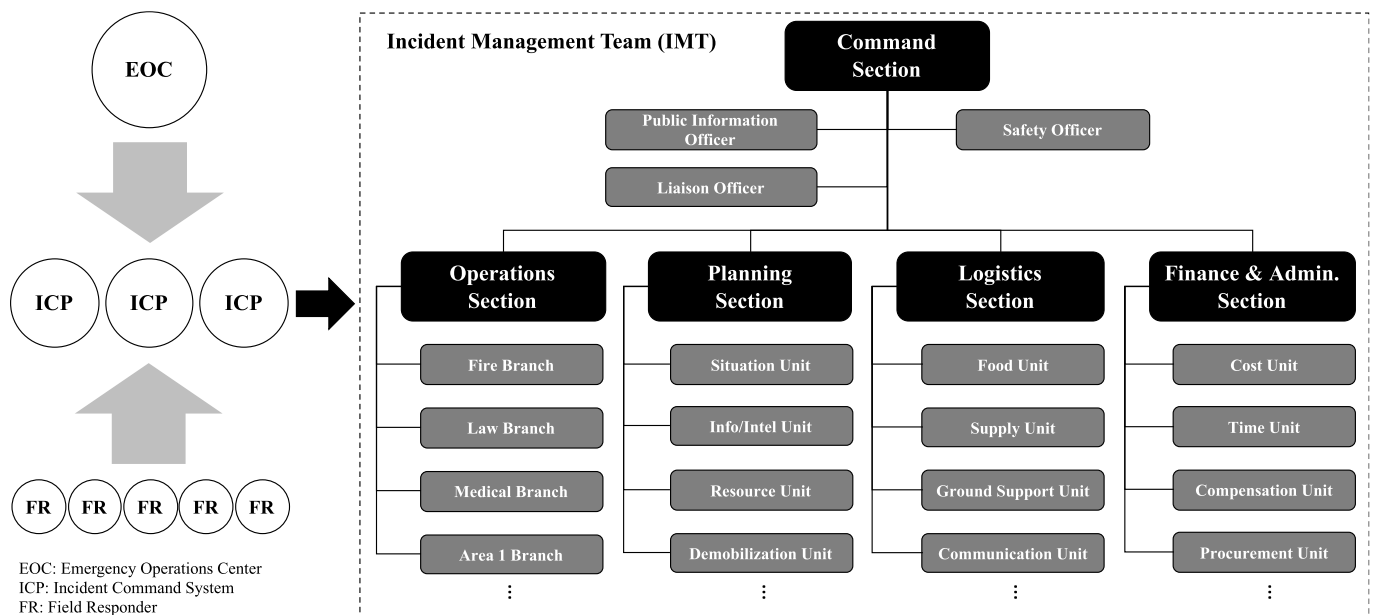 EOC
ICP
ICP
ICP
FR
FR
FR
FR
FR
EOC: Emergency Operations Center
ICP: Incident Command System
FR: Field Responder
Incident Management Team (IMT)
Command
Section
Public Information
Officer
Safety Officer
Liaison Officer
Operations
Section
Fire Branch
Law Branch
Medical Branch
Area 1 Branch
⋮
Planning
Section
Situation Unit
Info/Intel Unit
Resource Unit
Demobilization Unit
⋮
Logistics
Section
Food Unit
Supply Unit
Ground Support Unit
Communication Unit
⋮
Finance & Admin.
Section
Cost Unit
Time Unit
Compensation Unit
Procurement Unit
⋮